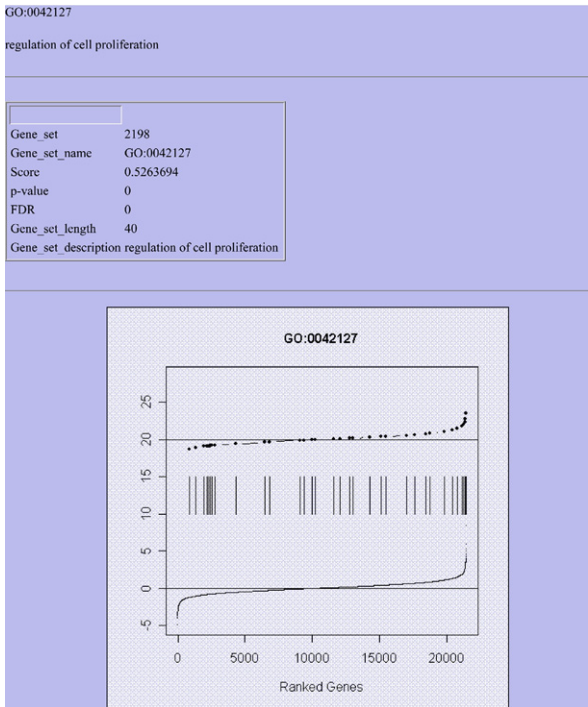 GO:0042127
regulation of cell proliferation
Gene_set 2198
Gene_set_name GO:0042127
Score 0.5263694
p-value 0
FDR 0
Gene_set_length 40
Gene_set_description regulation of cell proliferation
GO:0042127
25
20
15
10
5
0
-5
0 5000 10000 15000 20000
Ranked Genes